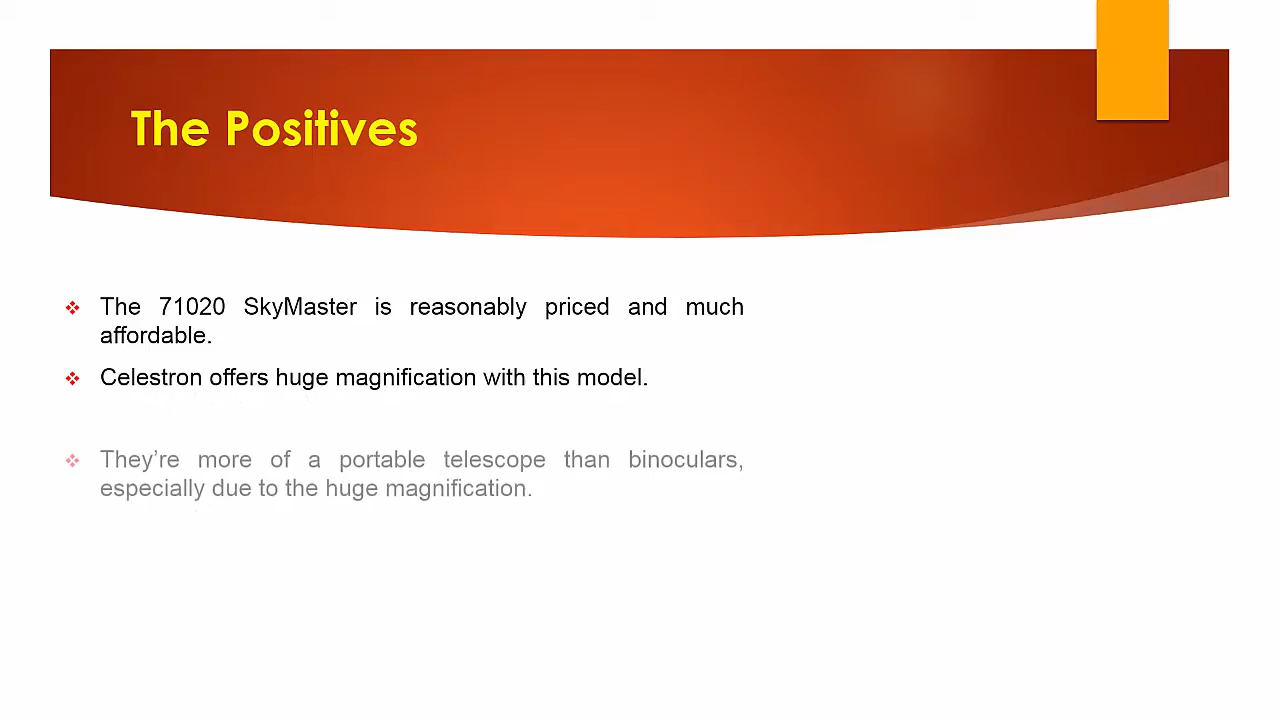 The Positives
The 71020 SkyMaster is reasonably priced and much
affordable.
Celestron offers huge magnification with this model.
They’re more of a portable telescope than binoculars,
especially due to the huge magnification.